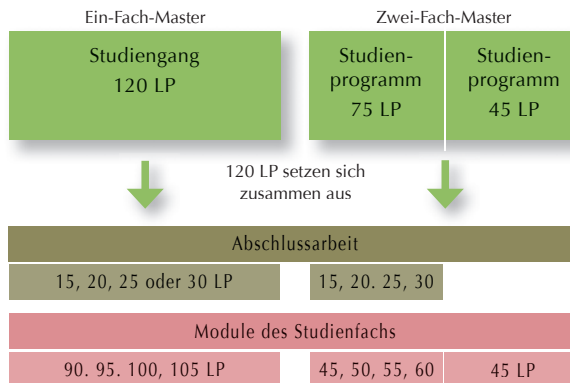 Ein-Fach-Master
Zwei-Fach-Master
Studiengang
120 LP
Studien-
programm
75 LP
Studien-
programm
45 LP
120 LP setzen sich
zusammen aus
Abschlussarbeit
15, 20, 25 oder 30 LP
15, 20. 25, 30
Module des Studienfachs
90. 95. 100, 105 LP
45, 50, 55, 60
45 LP